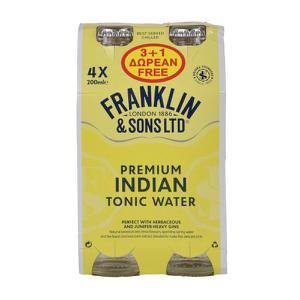 BEST SERVED
CHILLED
3+1
ΔΩΡΕΑΝ
FREE
4X
200mle
FRANKLIN
LONDON 1886
& SONS LTD
PREMIUM
INDIAN
TONIC WATER
PERFECT WITH HERBACEOUS
AND JUNIPER-HEAVY GINS